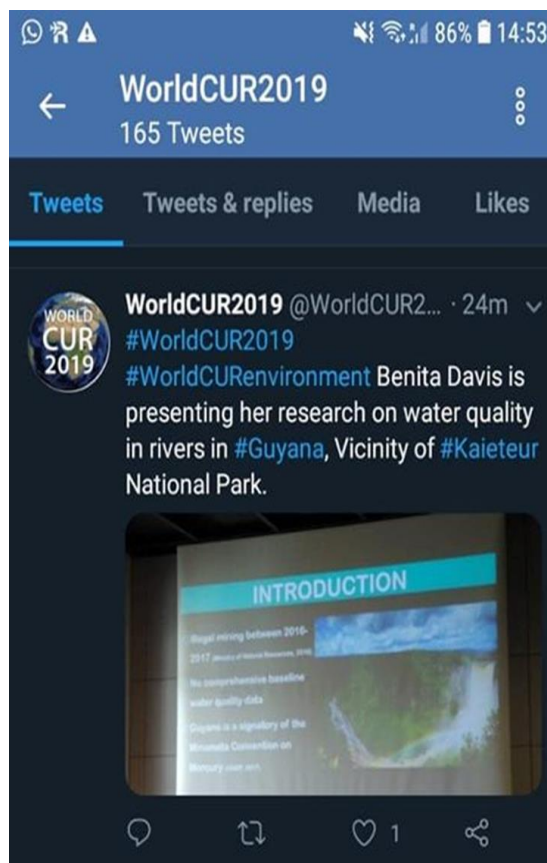 86% 14:53
WorldCUR2019
165 Tweets
Tweets Tweets & replies Media Likes
WORLD
CUR
2019
WorldCUR2019 @WorldCUR2... · 24m
#WorldCUR2019
#WorldCURenvironment Benita Davis is
presenting her research on water quality
in rivers in #Guyana, Vicinity of #Kaieteur
National Park.
INTRODUCTION
Illegal mining between 2016-
2017
No comprehensive baseline
water quality data
Guyana is a signatory of the
Minamata Convention on
Mercury
1